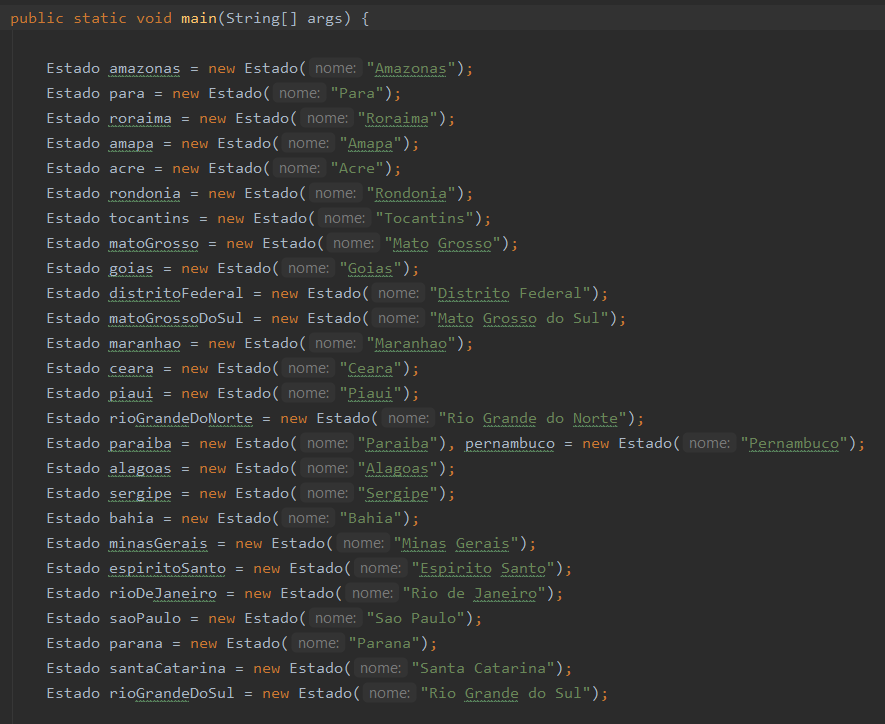 public static void main(String[] args) {
Estado amazonas = new Estado( nome: "Amazonas");
Estado para = new Estado( nome: "Para");
Estado roraima = new Estado( nome: "Roraima");
Estado amapa = new Estado( nome: "Amapa");
Estado acre = new Estado( nome: "Acre");
Estado rondonia = new Estado( nome: "Rondonia");
Estado tocantins = new Estado( nome: "Tocantins");
Estado matoGrosso = new Estado( nome: "Mato Grosso");
Estado goias = new Estado( nome: "Goias");
Estado distritoFederal = new Estado( nome: "Distrito Federal");
Estado matoGrossoDoSul = new Estado( nome: "Mato Grosso do Sul");
Estado maranhao = new Estado( nome: "Maranhao");
Estado ceara = new Estado( nome: "Ceara");
Estado piaui = new Estado( nome: "Piaui");
Estado rioGrandeDoNorte = new Estado( nome: "Rio Grande do Norte");
Estado paraiba = new Estado( nome: "Paraiba"), pernambuco = new Estado( nome: "Pernambuco");
Estado alagoas = new Estado( nome: "Alagoas");
Estado sergipe = new Estado( nome: "Sergipe");
Estado bahia = new Estado( nome: "Bahia");
Estado minasGerais = new Estado( nome: "Minas Gerais");
Estado espiritoSanto = new Estado( nome: "Espirito Santo");
Estado rioDeJaneiro = new Estado( nome: "Rio de Janeiro");
Estado saoPaulo = new Estado( nome: "Sao Paulo");
Estado parana = new Estado( nome: "Parana");
Estado santaCatarina = new Estado( nome: "Santa Catarina");
Estado rioGrandeDoSul = new Estado( nome: "Rio Grande do Sul");